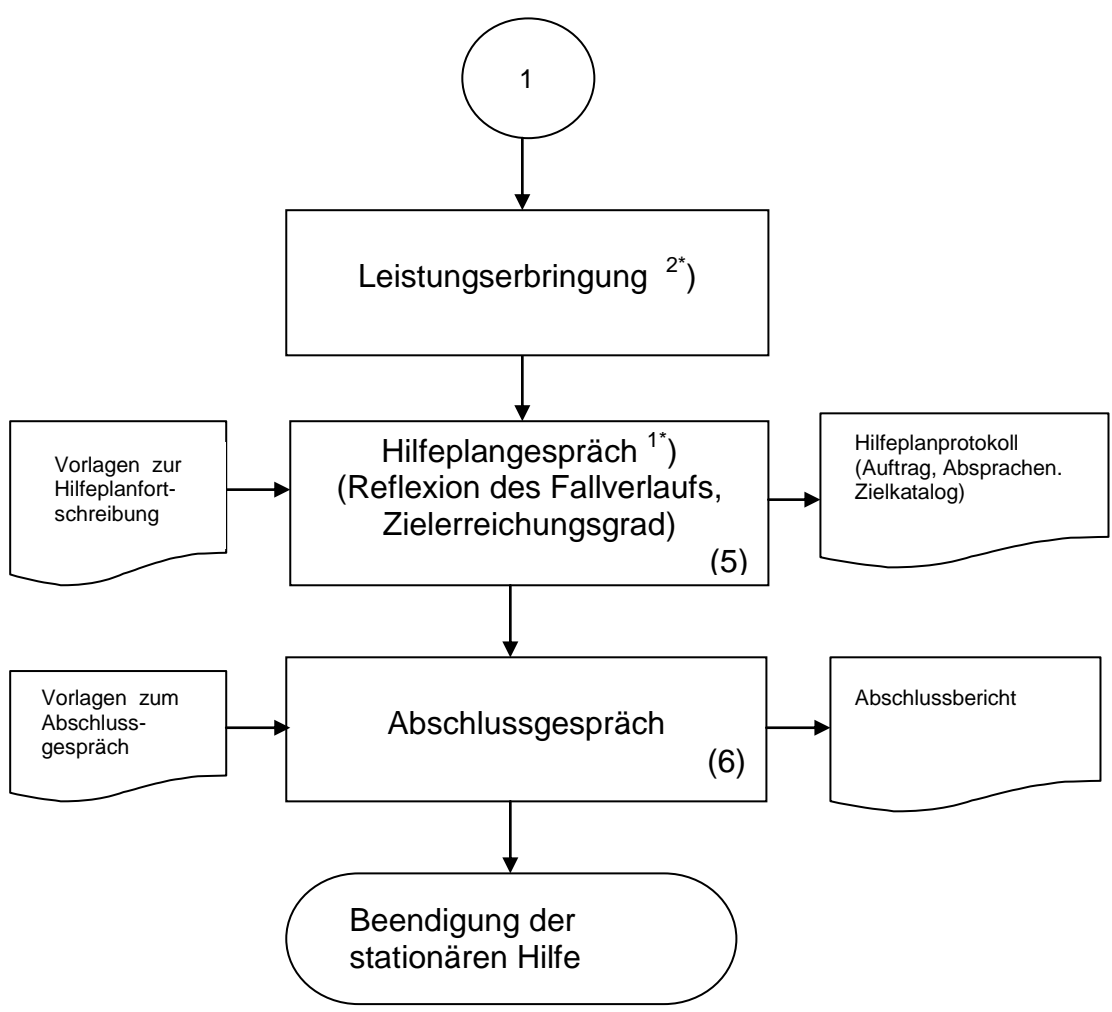 1
Leistungserbringung 2*)
Vorlagen zur
Hilfeplanfort-
schreibung
Hilfeplangespräch 1*)
(Reflexion des Fallverlaufs,
Zielerreichungsgrad)
(5)
Hilfeplanprotokoll
(Auftrag, Absprachen.
Zielkatalog)
Vorlagen zum
Abschluss-
gespräch
Abschlussgespräch
(6)
Abschlussbericht
Beendigung der
stationären Hilfe